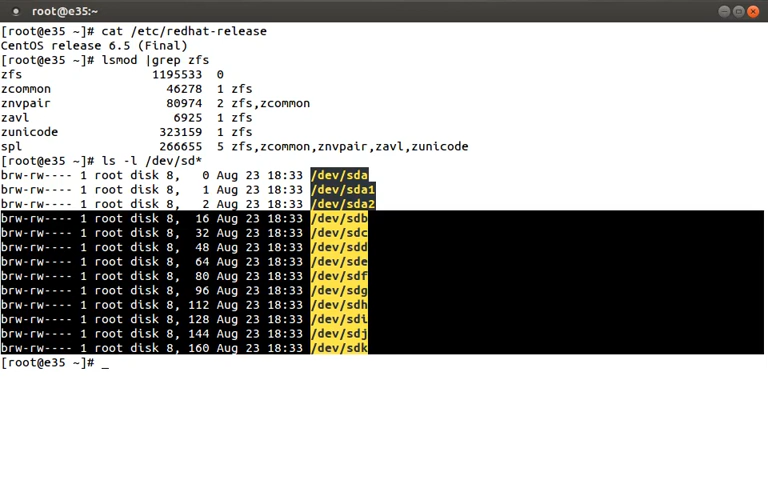 root@e35:~
[root@e35 ~]# cat /etc/redhat-release
CentOS release 6.5 (Final)
[root@e35 ~]# lsmod |grep zfs
zfs                  1195533  0
zcommon                46278  1 zfs
znvpair                80974  2 zfs,zcommon
zavl                    6925  1 zfs
zunicode              323159  1 zfs
spl                   266655  5 zfs,zcommon,znvpair,zavl,zunicode
[root@e35 ~]# ls -l /dev/sd*
brw-rw---- 1 root disk 8,   0 Aug 23 18:33 /dev/sda
brw-rw---- 1 root disk 8,   1 Aug 23 18:33 /dev/sda1
brw-rw---- 1 root disk 8,   2 Aug 23 18:33 /dev/sda2
brw-rw---- 1 root disk 8,  16 Aug 23 18:33 /dev/sdb
brw-rw---- 1 root disk 8,  32 Aug 23 18:33 /dev/sdc
brw-rw---- 1 root disk 8,  48 Aug 23 18:33 /dev/sdd
brw-rw---- 1 root disk 8,  64 Aug 23 18:33 /dev/sde
brw-rw---- 1 root disk 8,  80 Aug 23 18:33 /dev/sdf
brw-rw---- 1 root disk 8,  96 Aug 23 18:33 /dev/sdg
brw-rw---- 1 root disk 8, 112 Aug 23 18:33 /dev/sdh
brw-rw---- 1 root disk 8, 128 Aug 23 18:33 /dev/sdi
brw-rw---- 1 root disk 8, 144 Aug 23 18:33 /dev/sdj
brw-rw---- 1 root disk 8, 160 Aug 23 18:33 /dev/sdk
[root@e35 ~]# _